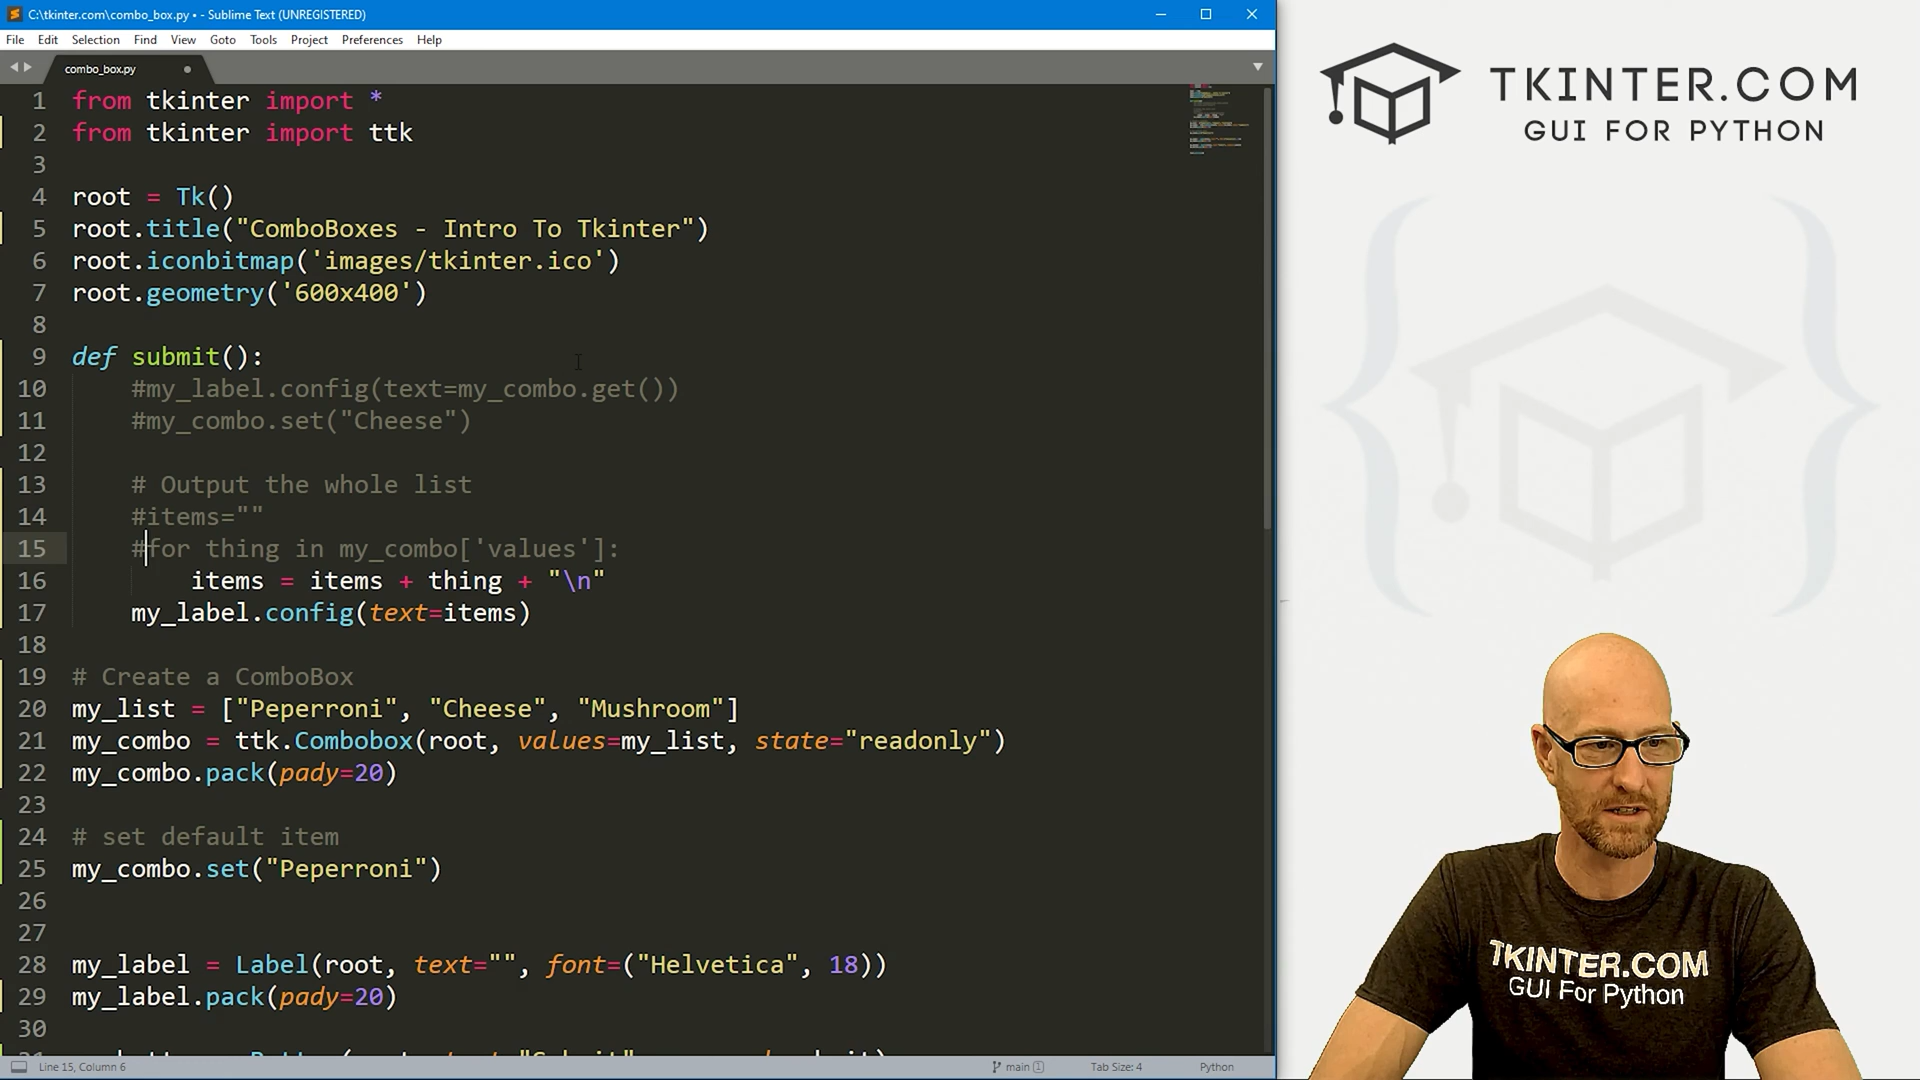 C:\tkinter.com\combo_box.py • - Sublime Text (UNREGISTERED)
File Edit Selection Find View Goto Tools Project Preferences Help
combo_box.py
1 from tkinter import *
2 from tkinter import ttk
3
4 root = Tk()
5 root.title("ComboBoxes - Intro To Tkinter")
6 root.iconbitmap('images/tkinter.ico')
7 root.geometry('600x400')
8
9 def submit():
10 #my_label.config(text=my_combo.get())
11 #my_combo.set("Cheese")
12
13 # Output the whole list
14 #items=""
15 #for thing in my_combo['values']:
16 items = items + thing + "\n"
17 my_label.config(text=items)
18
19 # Create a ComboBox
20 my_list = ["Peperroni", "Cheese", "Mushroom"]
21 my_combo = ttk.Combobox(root, values=my_list, state="readonly")
22 my_combo.pack(pady=20)
23
24 # set default item
25 my_combo.set("Peperroni")
26
27
28 my_label = Label(root, text="", font=("Helvetica", 18))
29 my_label.pack(pady=20)
30
Line 15, Column 6
main 1
Tab Size: 4
Python
TKINTER.COM
GUI FOR PYTHON
TKINTER.COM
GUI For Python